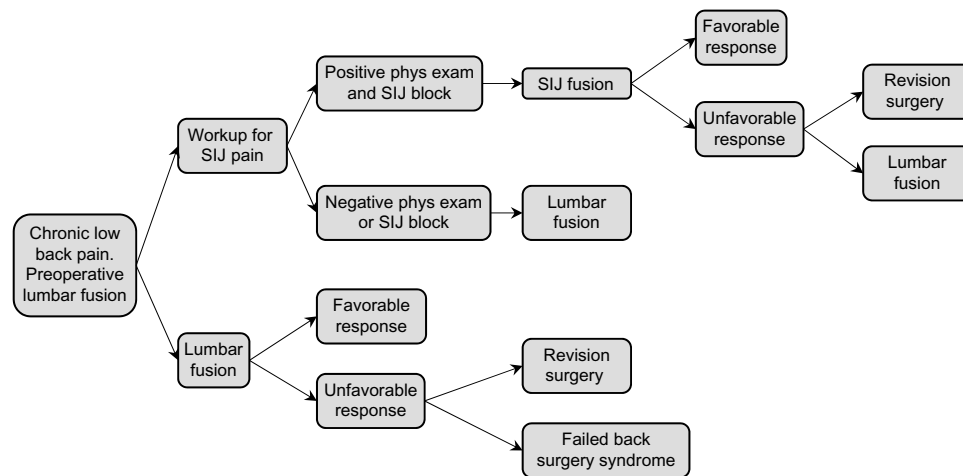 Favorable
response
Positive phys exam
and SIJ block
SIJ fusion
Revision
surgery
Unfavorable
response
Workup for
SIJ pain
Lumbar
fusion
Negative phys exam
or SIJ block
Lumbar
fusion
Chronic low
back pain.
Preoperative
lumbar fusion
Favorable
response
Lumbar
fusion
Revision
surgery
Unfavorable
response
Failed back
surgery syndrome